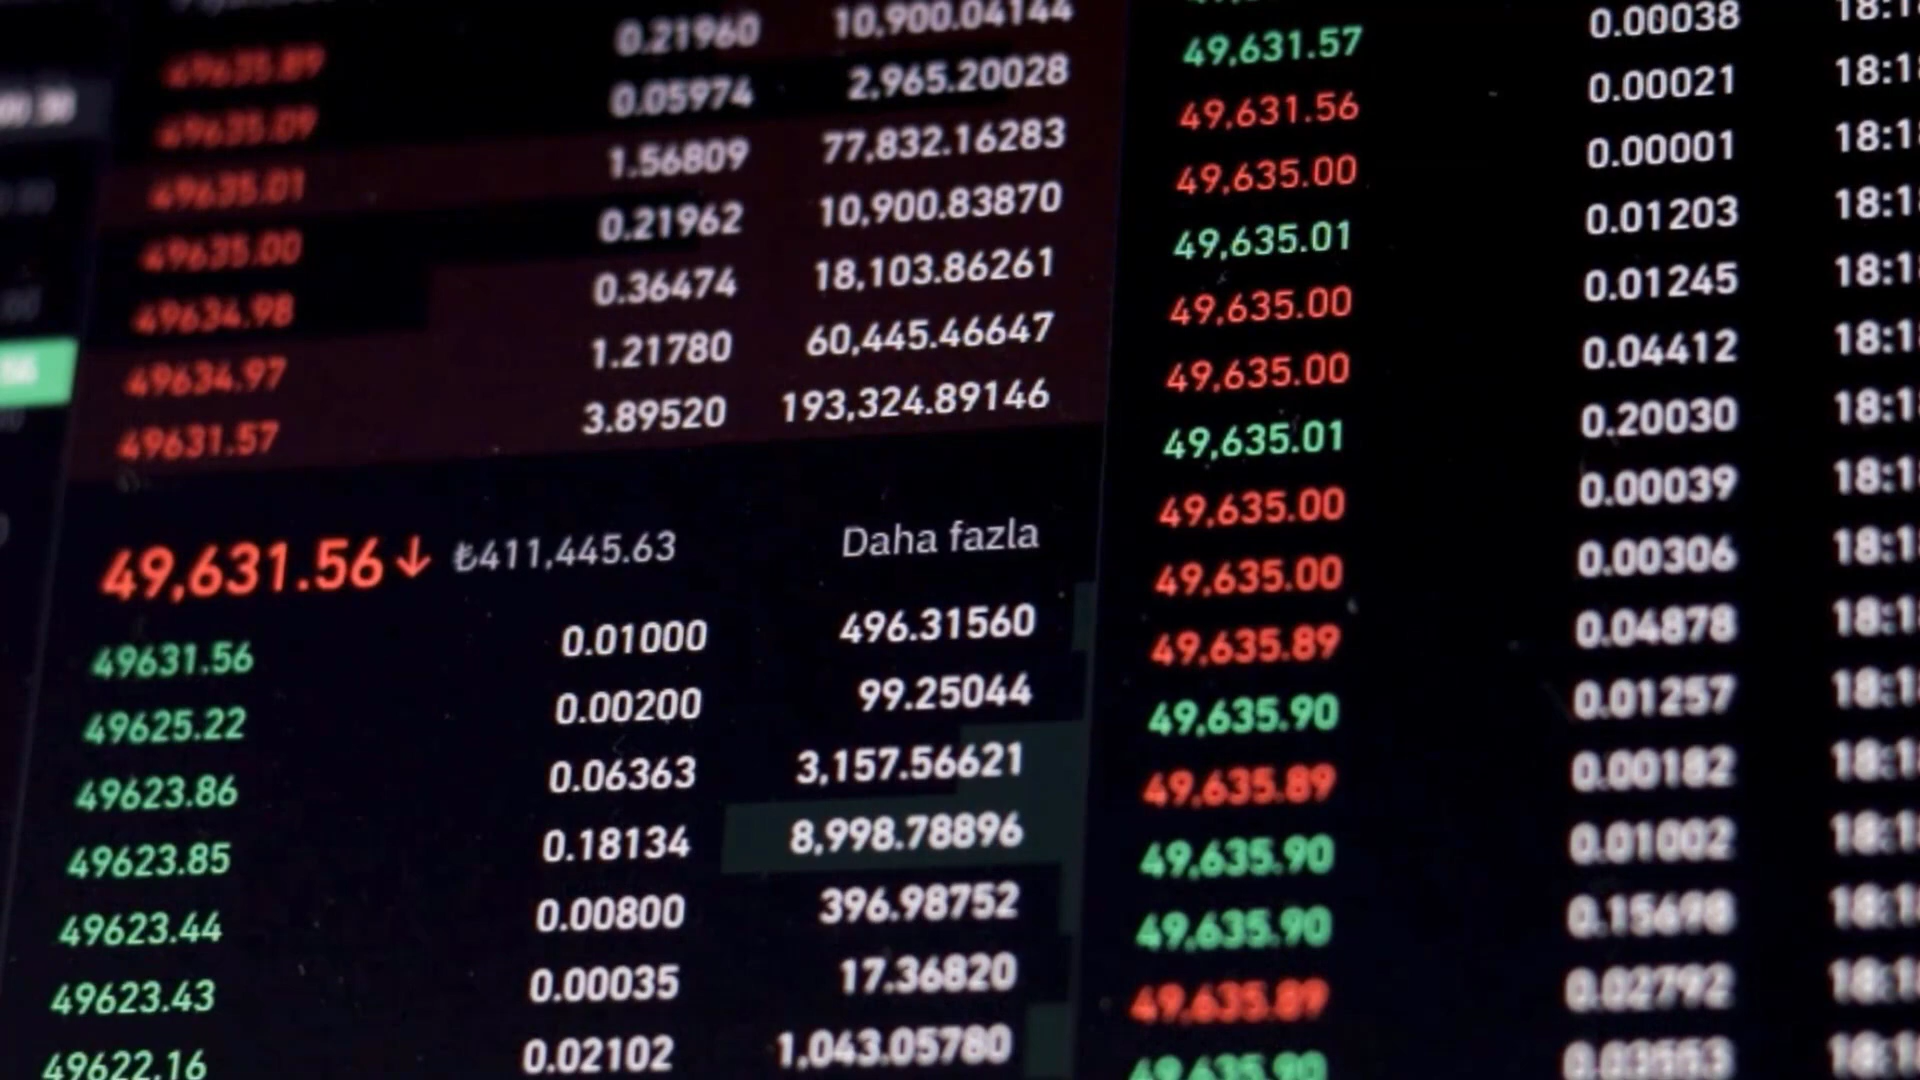 0.21960 10,900.04144
49635.89 0.05974 2,965.20028
49635.09 1.56809 77,832.16283
49635.01 0.21962 10,900.83870
49635.00 0.36474 18,103.86261
49634.98 1.21780 60,445.46647
49634.97 3.89520 193,324.89146
49631.57
49,631.56↓ ₺411,445.63 Daha fazla
49631.56 0.01000 496.31560
49625.22 0.00200 99.25044
49623.86 0.06363 3,157.56621
49623.85 0.18134 8,998.78896
49623.44 0.00800 396.98752
49623.43 0.00035 17.36820
49622.16 0.02102 1,043.05780
49,631.57 0.00038 18:1
49,631.56 0.00021 18:1
49,635.00 0.00001 18:1
49,635.01 0.01203 18:1
49,635.00 0.01245 18:1
49,635.00 0.04412 18:1
49,635.01 0.20030 18:1
49,635.00 0.00039 18:1
49,635.00 0.00306 18:1
49,635.89 0.04878 18:1
49,635.90 0.01257 18:1
49,635.89 0.00182 18:1
49,635.90 0.01002 18:1
49,635.90 0.15698 18:1
49,635.89 0.02792 18:1
49,635.90 0.03553 18:1